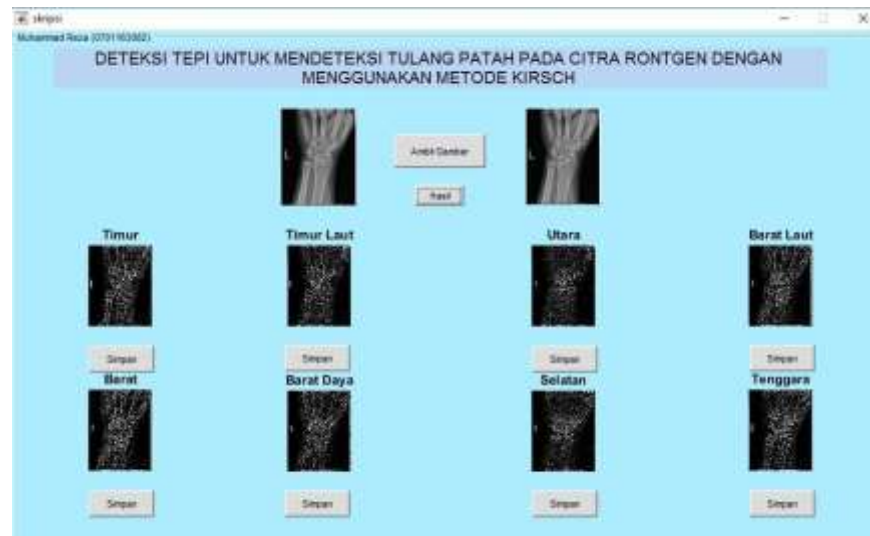 skripsi
Muhammad Reza (0701163082)
DETEKSI TEPI UNTUK MENDETEKSI TULANG PATAH PADA CITRA RONTGEN DENGAN
MENGGUNAKAN METODE KIRSCH
L
L
Ambil Gambar
Hasil
Timur
Timur Laut
Utara
Barat Laut
Simpan
Simpan
Simpan
Simpan
Barat
Barat Daya
Selatan
Tenggara
Simpan
Simpan
Simpan
Simpan